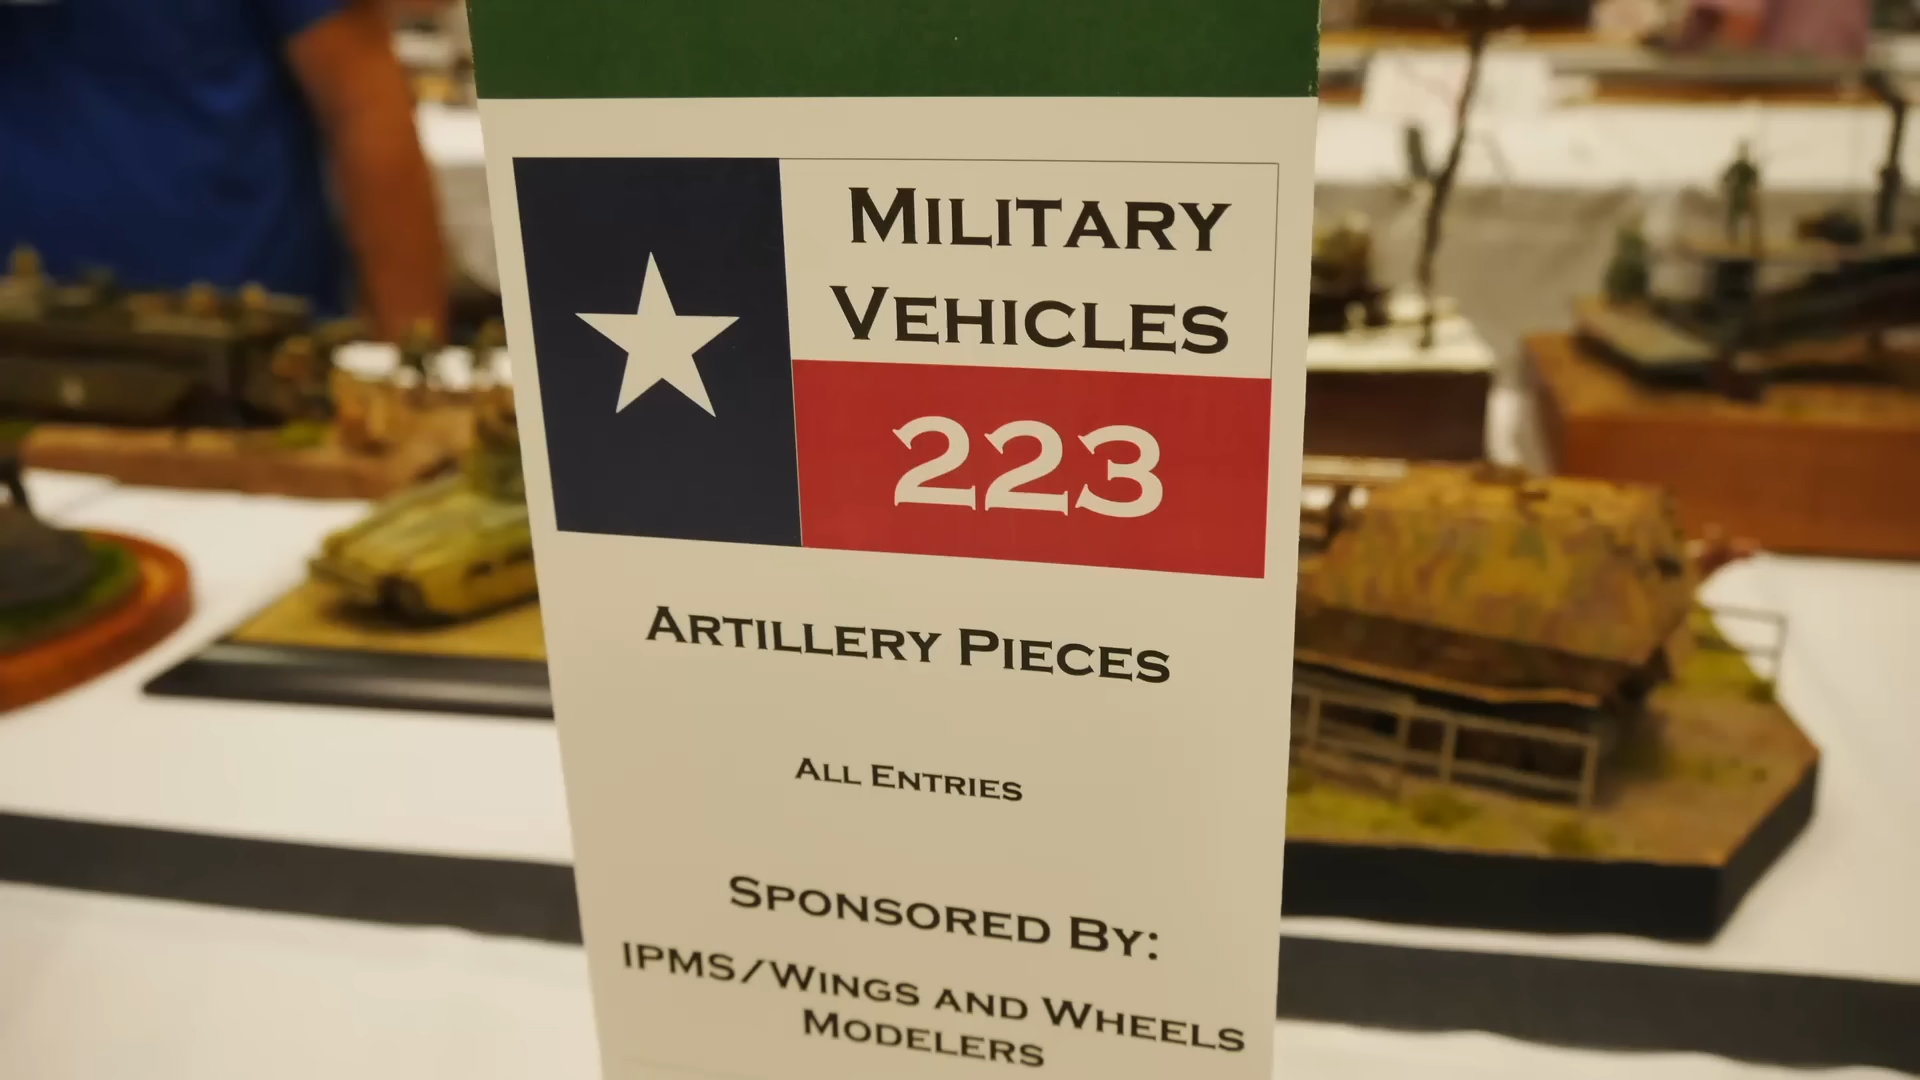 Military
Vehicles
223
Artillery Pieces
All Entries
Sponsored By:
IPMS/Wings and Wheels
Modelers